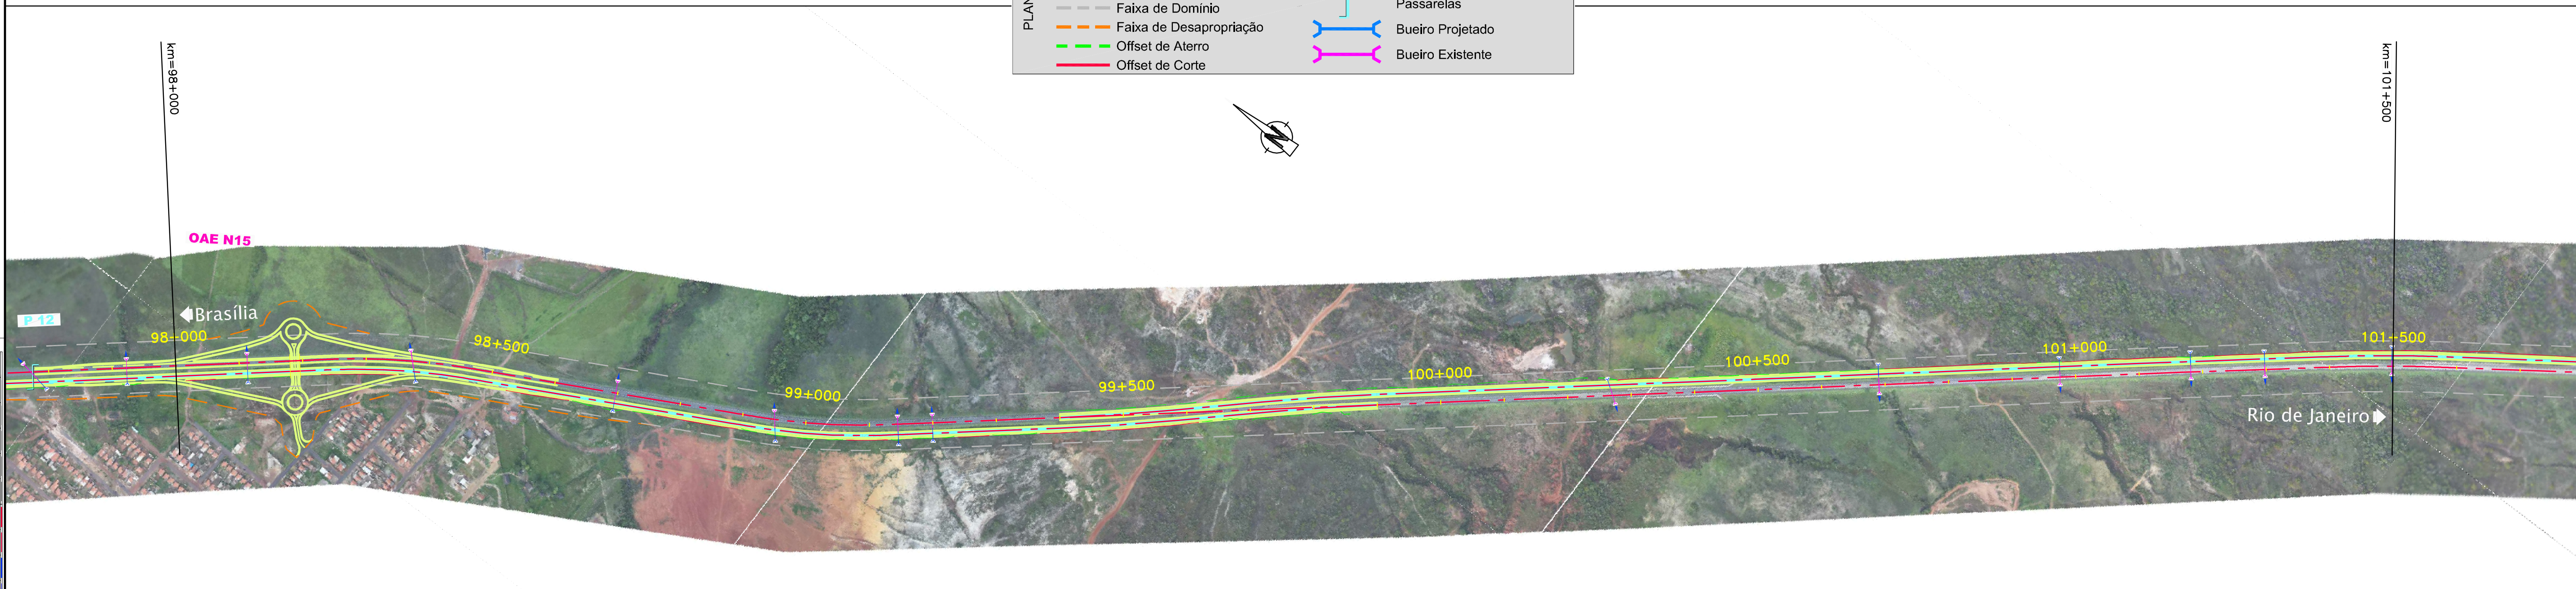 PLAN
Faixa de Domínio
Faixa de Desapropriação
Offset de Aterro
Offset de Corte
Passarelas
Bueiro Projetado
Bueiro Existente
km=98+000
km=101+500
N
OAE N15
P 12
Brasília
98+000
98+500
99+000
99+500
100+000
100+500
101+000
101+500
Rio de Janeiro